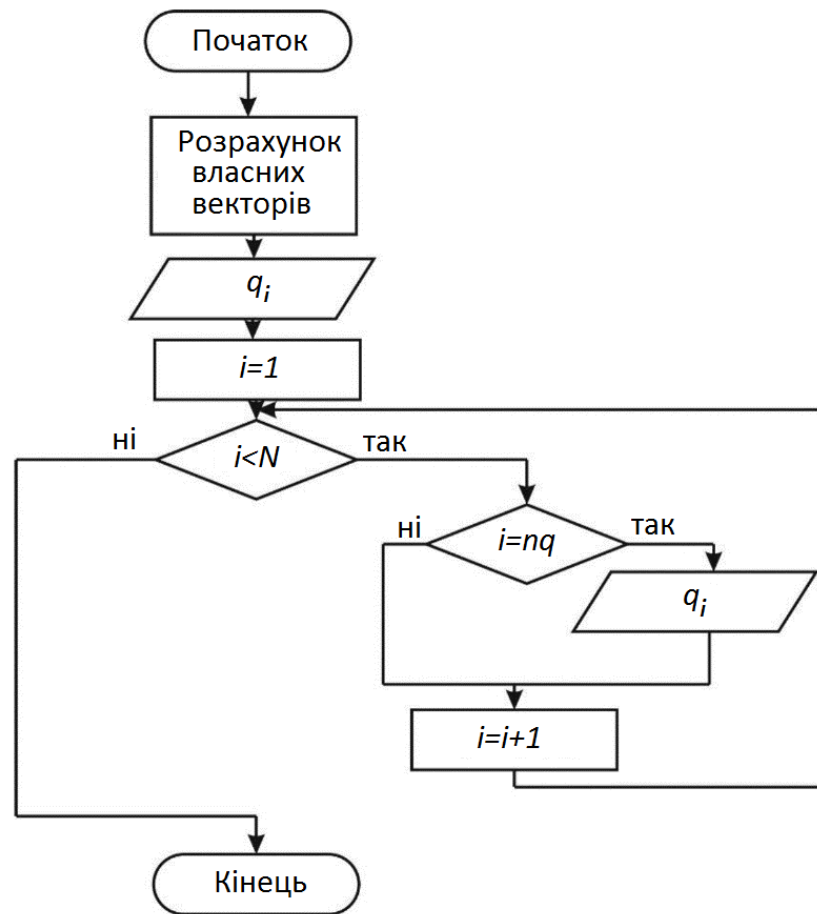 Початок
Розрахунок
власних
векторів
qi
i=1
ні
i<N
так
ні
i=nq
так
qi
i=i+1
Кінець